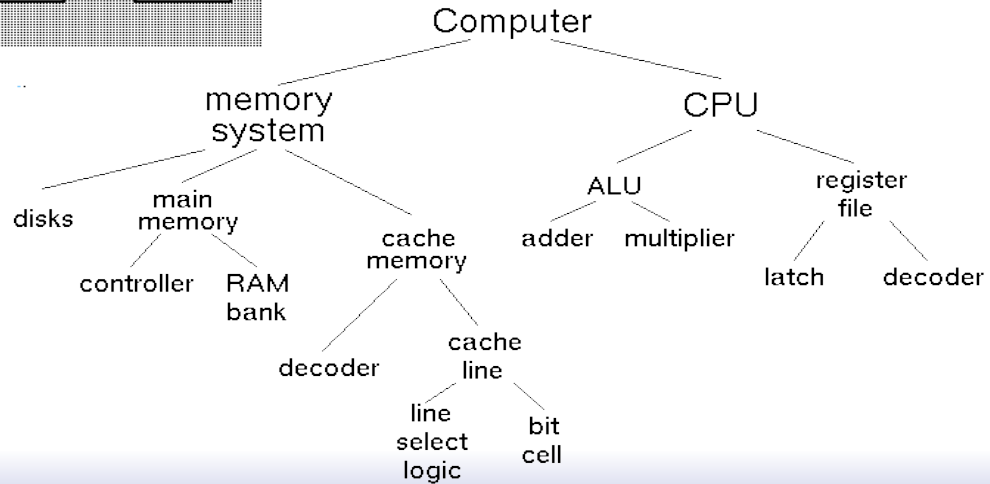 Computer
memory
system
CPU
disks
main
memory
cache
memory
ALU
register
file
controller
RAM
bank
adder
multiplier
latch
decoder
decoder
cache
line
line
select
logic
bit
cell